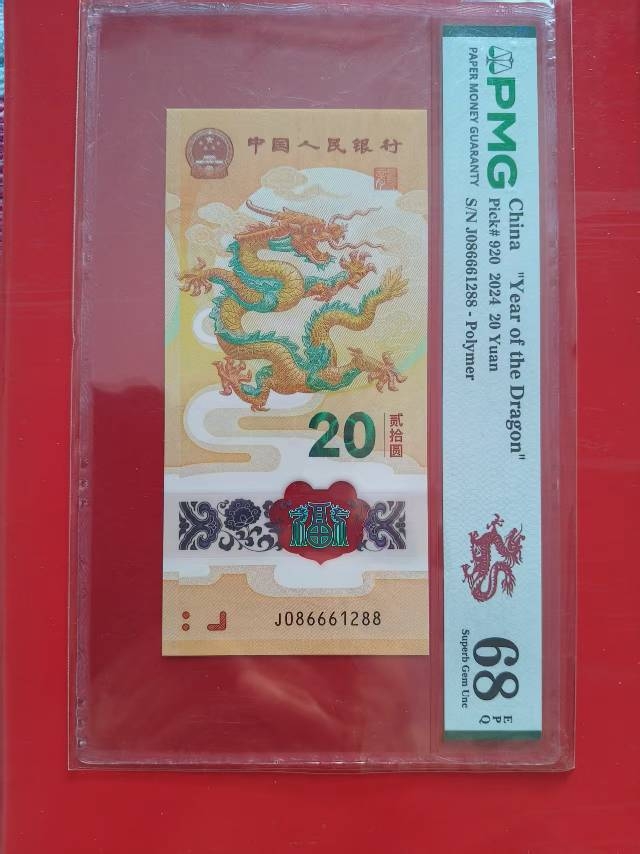 中国人民银行
20
贰拾圆
福
J086661288
PMG
PAPER MONEY GUARANTY
China "Year of the Dragon"
Pick# 920 2024 20 Yuan
S/N J086661288 - Polymer
68 EPQ
Superb Gem Unc